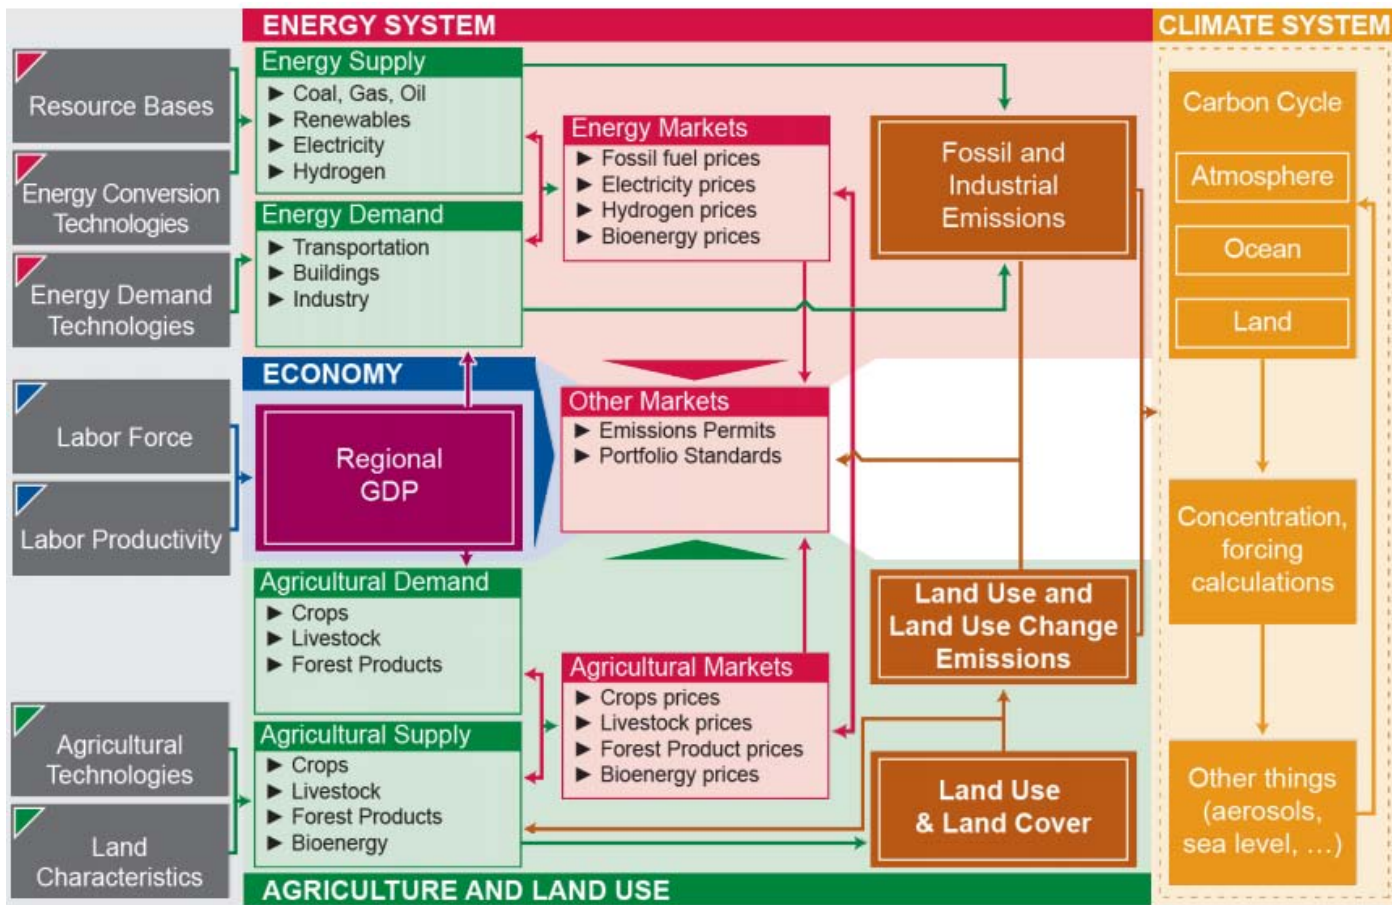 ENERGY SYSTEM
CLIMATE SYSTEM
Resource Bases
Energy Conversion
Technologies
Energy Demand
Technologies
Labor Force
Labor Productivity
Agricultural
Technologies
Land
Characteristics
Energy Supply
► Coal, Gas, Oil
► Renewables
► Electricity
► Hydrogen
Energy Demand
► Transportation
► Buildings
► Industry
Energy Markets
► Fossil fuel prices
► Electricity prices
► Hydrogen prices
► Bioenergy prices
Fossil and
Industrial
Emissions
ECONOMY
Regional
GDP
Other Markets
► Emissions Permits
► Portfolio Standards
Agricultural Demand
► Crops
► Livestock
► Forest Products
Agricultural Supply
► Crops
► Livestock
► Forest Products
► Bioenergy
Agricultural Markets
► Crops prices
► Livestock prices
► Forest Product prices
► Bioenergy prices
Land Use and
Land Use Change
Emissions
Land Use
& Land Cover
AGRICULTURE AND LAND USE
Carbon Cycle
Atmosphere
Ocean
Land
Concentration,
forcing
calculations
Other things
(aerosols,
sea level, …)